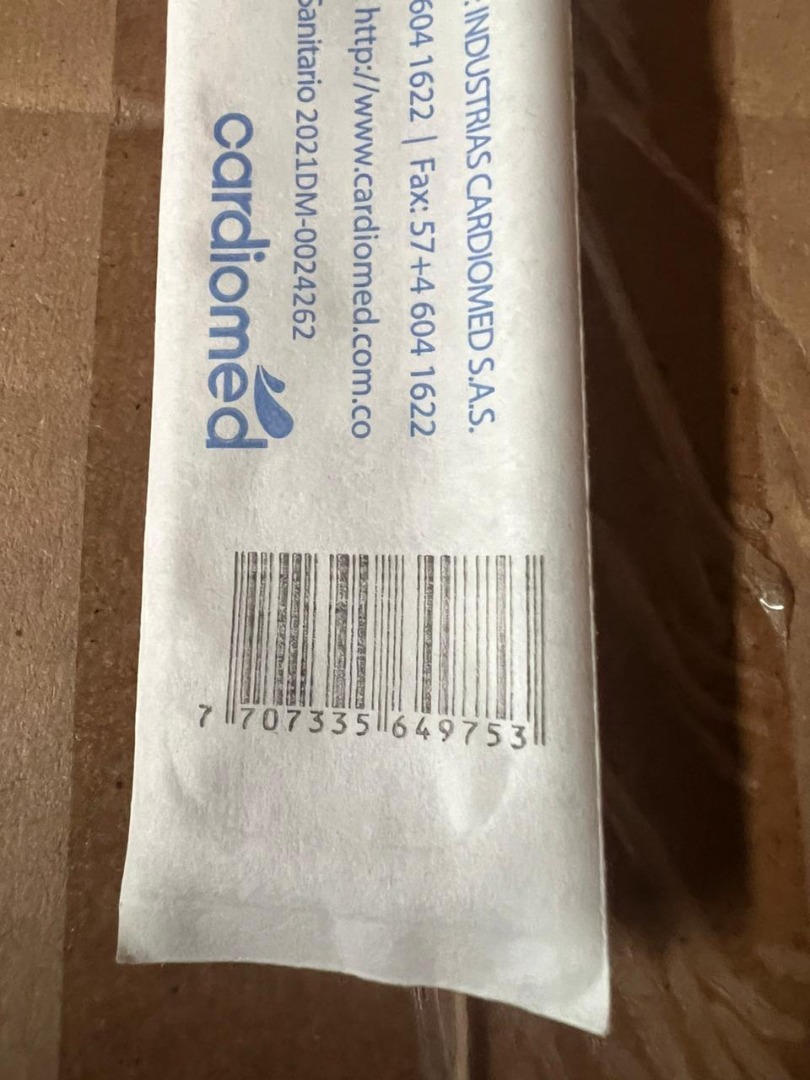 : INDUSTRIAS CARDIOMED S.A.S.
604 1622 | Fax: 57+4 604 1622
http://www.cardiomed.com.co
Sanitario 2021DM-0024262
cardiomed
7 707335 649753